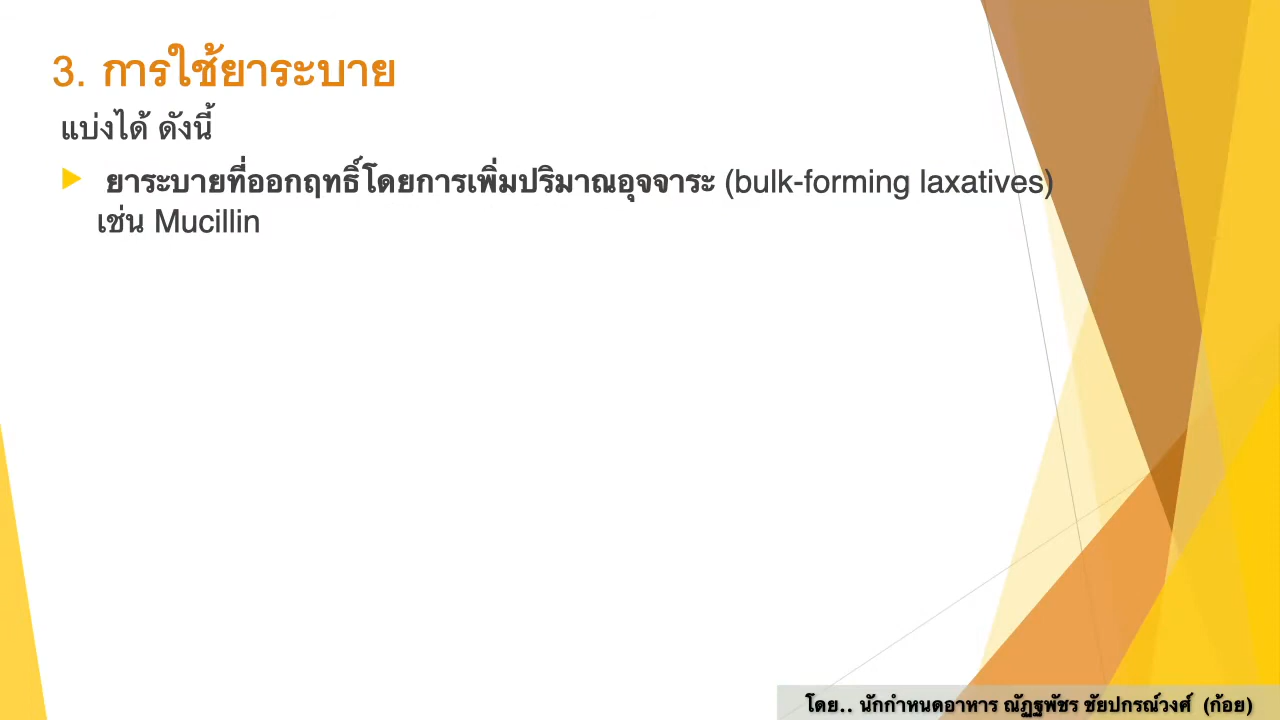 3. การใช้ยาระบาย
แบ่งได้ ดังนี้
ยาระบายที่ออกฤทธิ์โดยการเพิ่มปริมาณอุจจาระ (bulk-forming laxatives)
เช่น Mucillin
โดย.. นักกำหนดอาหาร ณัฏฐพัชร ชัยปกรณ์วงศ์ (ก้อย)